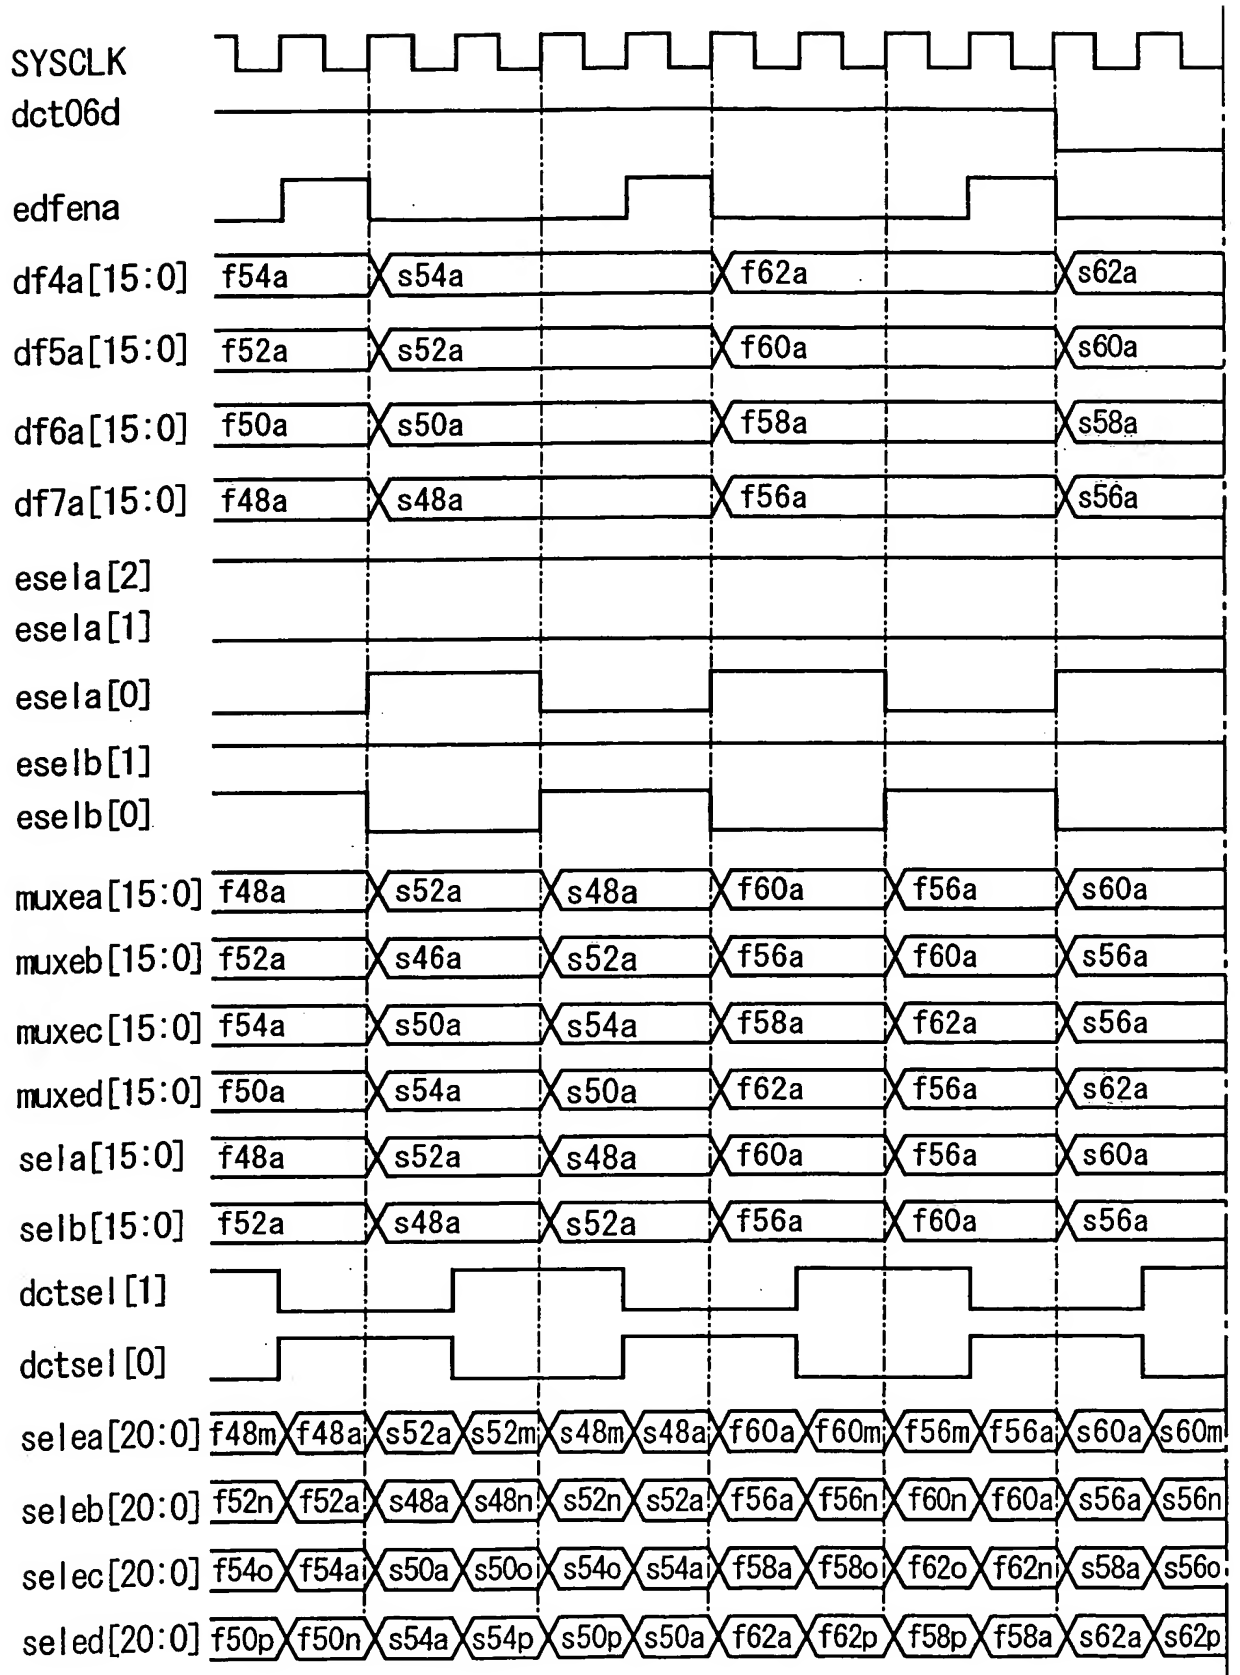 SYSCLK
dct06d
edfena
df4a[15:0] f54a s54a f62a s62a
df5a[15:0] f52a s52a f60a s60a
df6a[15:0] f50a s50a f58a s58a
df7a[15:0] f48a s48a f56a s56a
esela[2]
esela[1]
esela[0]
eselb[1]
eselb[0]
muxea[15:0] f48a s52a s48a f60a f56a s60a
muxeb[15:0] f52a s46a s52a f56a f60a s56a
muxec[15:0] f54a s50a s54a f58a f62a s56a
muxed[15:0] f50a s54a s50a f62a f56a s62a
sela[15:0] f48a s52a s48a f60a f56a s60a
selb[15:0] f52a s48a s52a f56a f60a s56a
dctsel[1]
dctsel[0]
selea[20:0] f48m f48a s52a s52m s48m s48a f60a f60m f56m f56a s60a s60m
seleb[20:0] f52n f52a s48a s48n s52n s52a f56a f56n f60n f60a s56a s56n
selec[20:0] f54o f54a s50a s50o s54o s54a f58a f58o f62o f62n s58a s56o
seled[20:0] f50p f50n s54a s54p s50p s50a f62a f62p f58p f58a s62a s62p